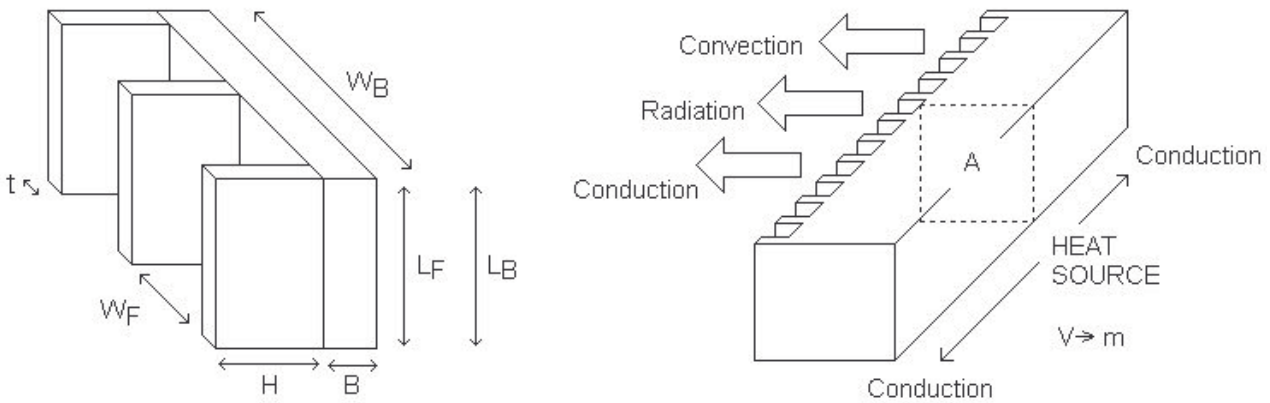 W_B
t
W_F
L_F
L_B
H
B
Convection
Radiation
Conduction
A
Conduction
HEAT
SOURCE
V → m
Conduction